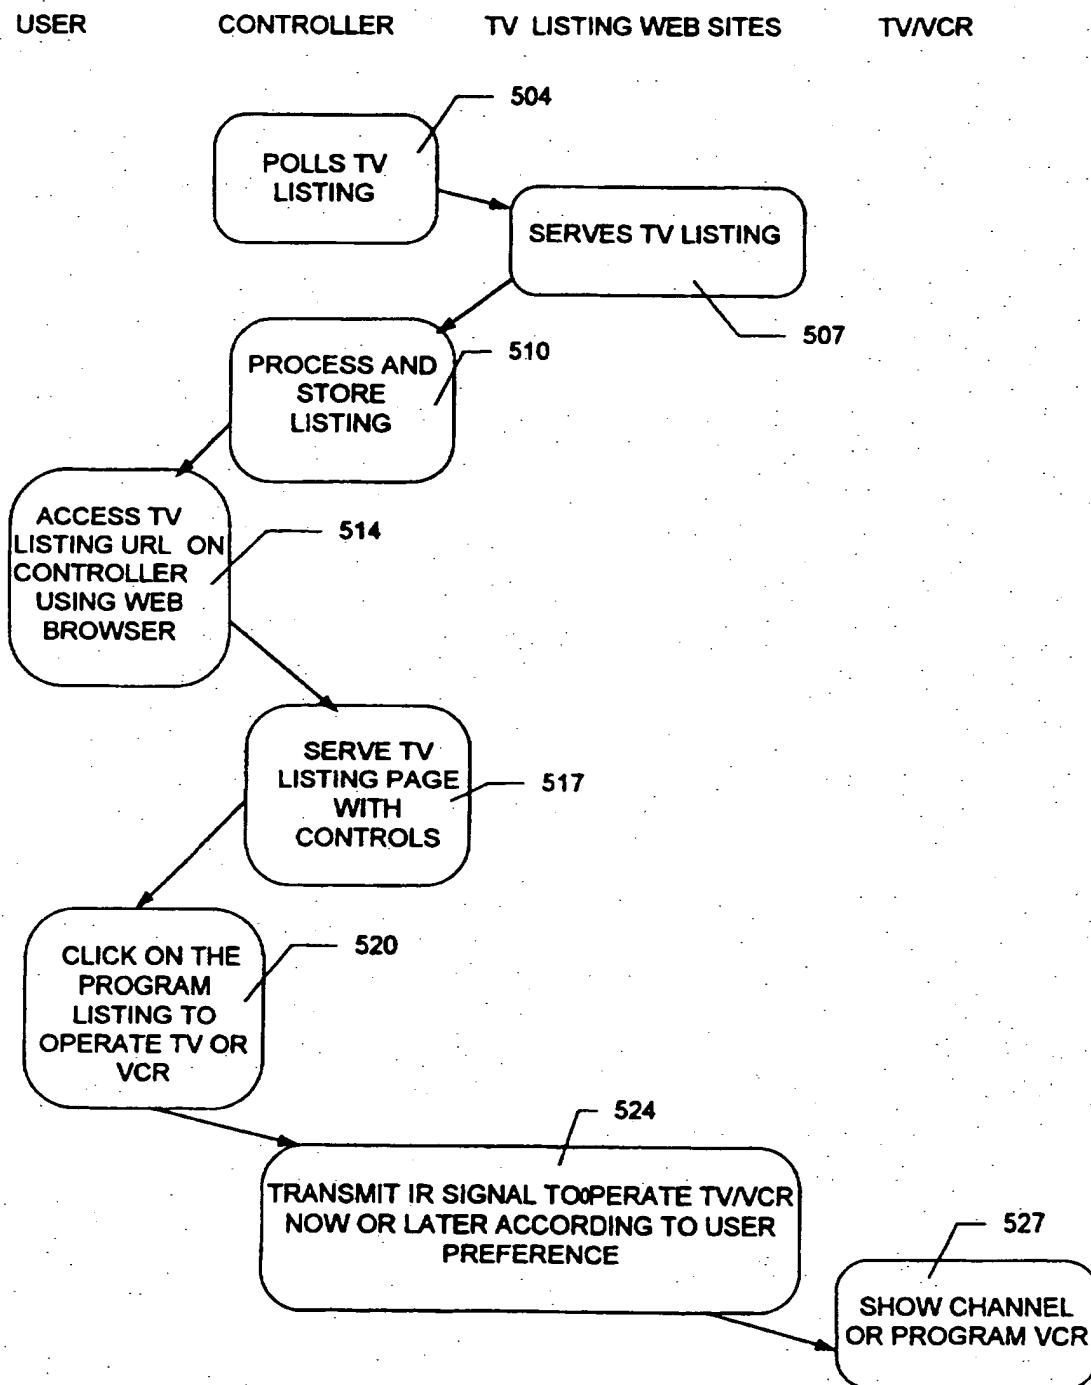 USER CONTROLLER TV LISTING WEB SITES TV/VCR
504
POLLS TV
LISTING
SERVES TV LISTING
507
510
PROCESS AND
STORE
LISTING
ACCESS TV
LISTING URL ON
CONTROLLER
USING WEB
BROWSER
514
SERVE TV
LISTING PAGE
WITH
CONTROLS
517
CLICK ON THE
PROGRAM
LISTING TO
OPERATE TV OR
VCR
520
524
TRANSMIT IR SIGNAL TO OPERATE TV/VCR
NOW OR LATER ACCORDING TO USER
PREFERENCE
527
SHOW CHANNEL
OR PROGRAM VCR